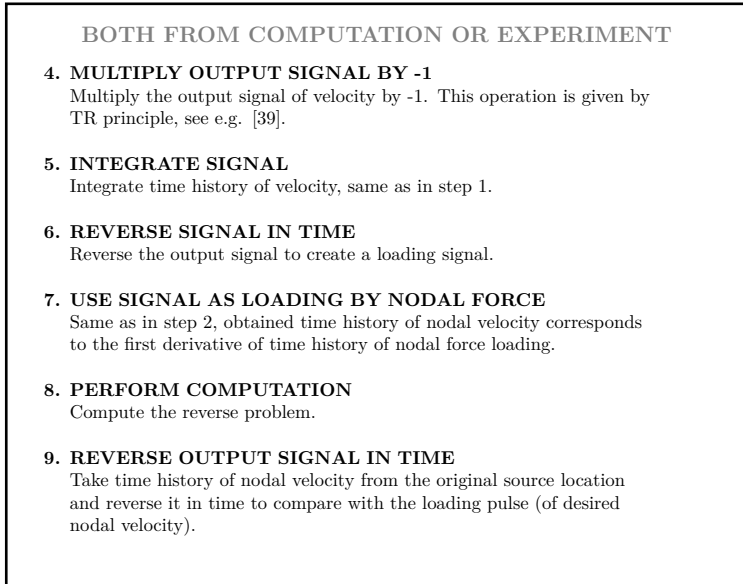 BOTH FROM COMPUTATION OR EXPERIMENT
4. MULTIPLY OUTPUT SIGNAL BY -1
Multiply the output signal of velocity by -1. This operation is given by
TR principle, see e.g. [39].
5. INTEGRATE SIGNAL
Integrate time history of velocity, same as in step 1.
6. REVERSE SIGNAL IN TIME
Reverse the output signal to create a loading signal.
7. USE SIGNAL AS LOADING BY NODAL FORCE
Same as in step 2, obtained time history of nodal velocity corresponds
to the first derivative of time history of nodal force loading.
8. PERFORM COMPUTATION
Compute the reverse problem.
9. REVERSE OUTPUT SIGNAL IN TIME
Take time history of nodal velocity from the original source location
and reverse it in time to compare with the loading pulse (of desired
nodal velocity).